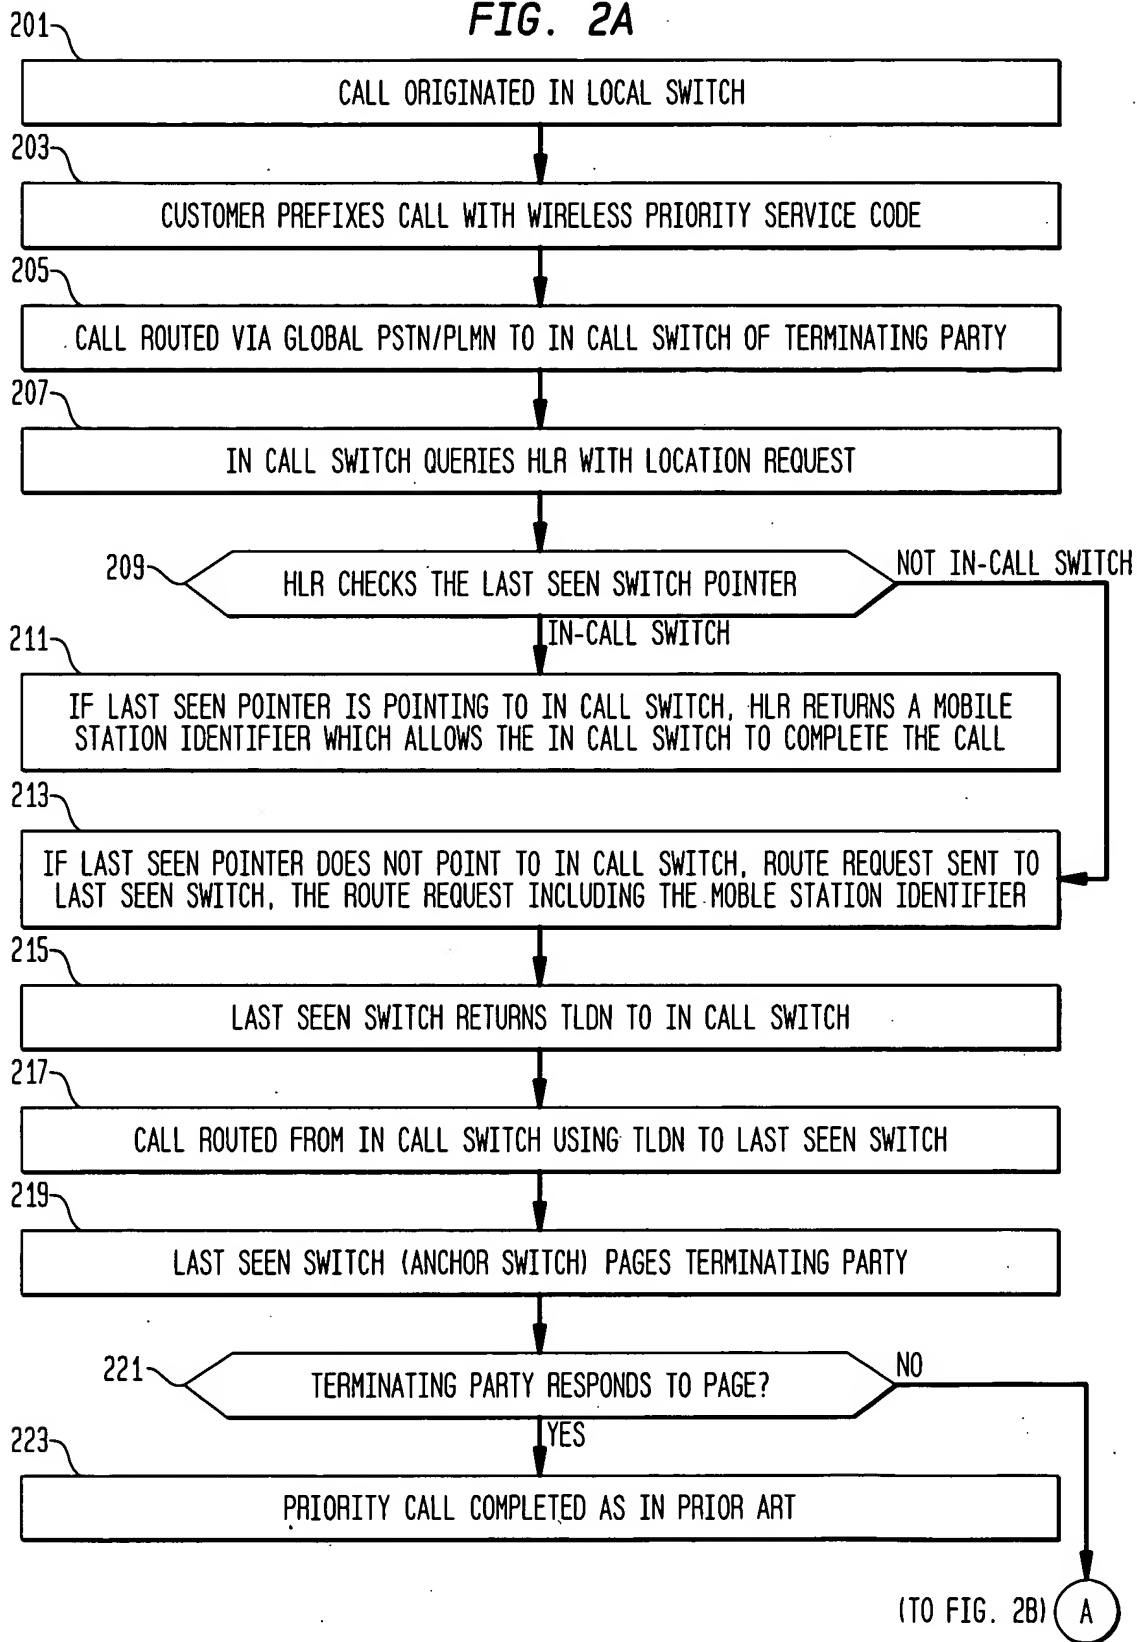 FIG. 2A
201
CALL ORIGINATED IN LOCAL SWITCH
203
CUSTOMER PREFIXES CALL WITH WIRELESS PRIORITY SERVICE CODE
205
CALL ROUTED VIA GLOBAL PSTN/PLMN TO IN CALL SWITCH OF TERMINATING PARTY
207
IN CALL SWITCH QUERIES HLR WITH LOCATION REQUEST
209
HLR CHECKS THE LAST SEEN SWITCH POINTER
NOT IN-CALL SWITCH
IN-CALL SWITCH
211
IF LAST SEEN POINTER IS POINTING TO IN CALL SWITCH, HLR RETURNS A MOBILE
STATION IDENTIFIER WHICH ALLOWS THE IN CALL SWITCH TO COMPLETE THE CALL
213
IF LAST SEEN POINTER DOES NOT POINT TO IN CALL SWITCH, ROUTE REQUEST SENT TO
LAST SEEN SWITCH, THE ROUTE REQUEST INCLUDING THE MOBLE STATION IDENTIFIER
215
LAST SEEN SWITCH RETURNS TLDN TO IN CALL SWITCH
217
CALL ROUTED FROM IN CALL SWITCH USING TLDN TO LAST SEEN SWITCH
219
LAST SEEN SWITCH (ANCHOR SWITCH) PAGES TERMINATING PARTY
221
TERMINATING PARTY RESPONDS TO PAGE?
NO
YES
223
PRIORITY CALL COMPLETED AS IN PRIOR ART
(TO FIG. 2B) A